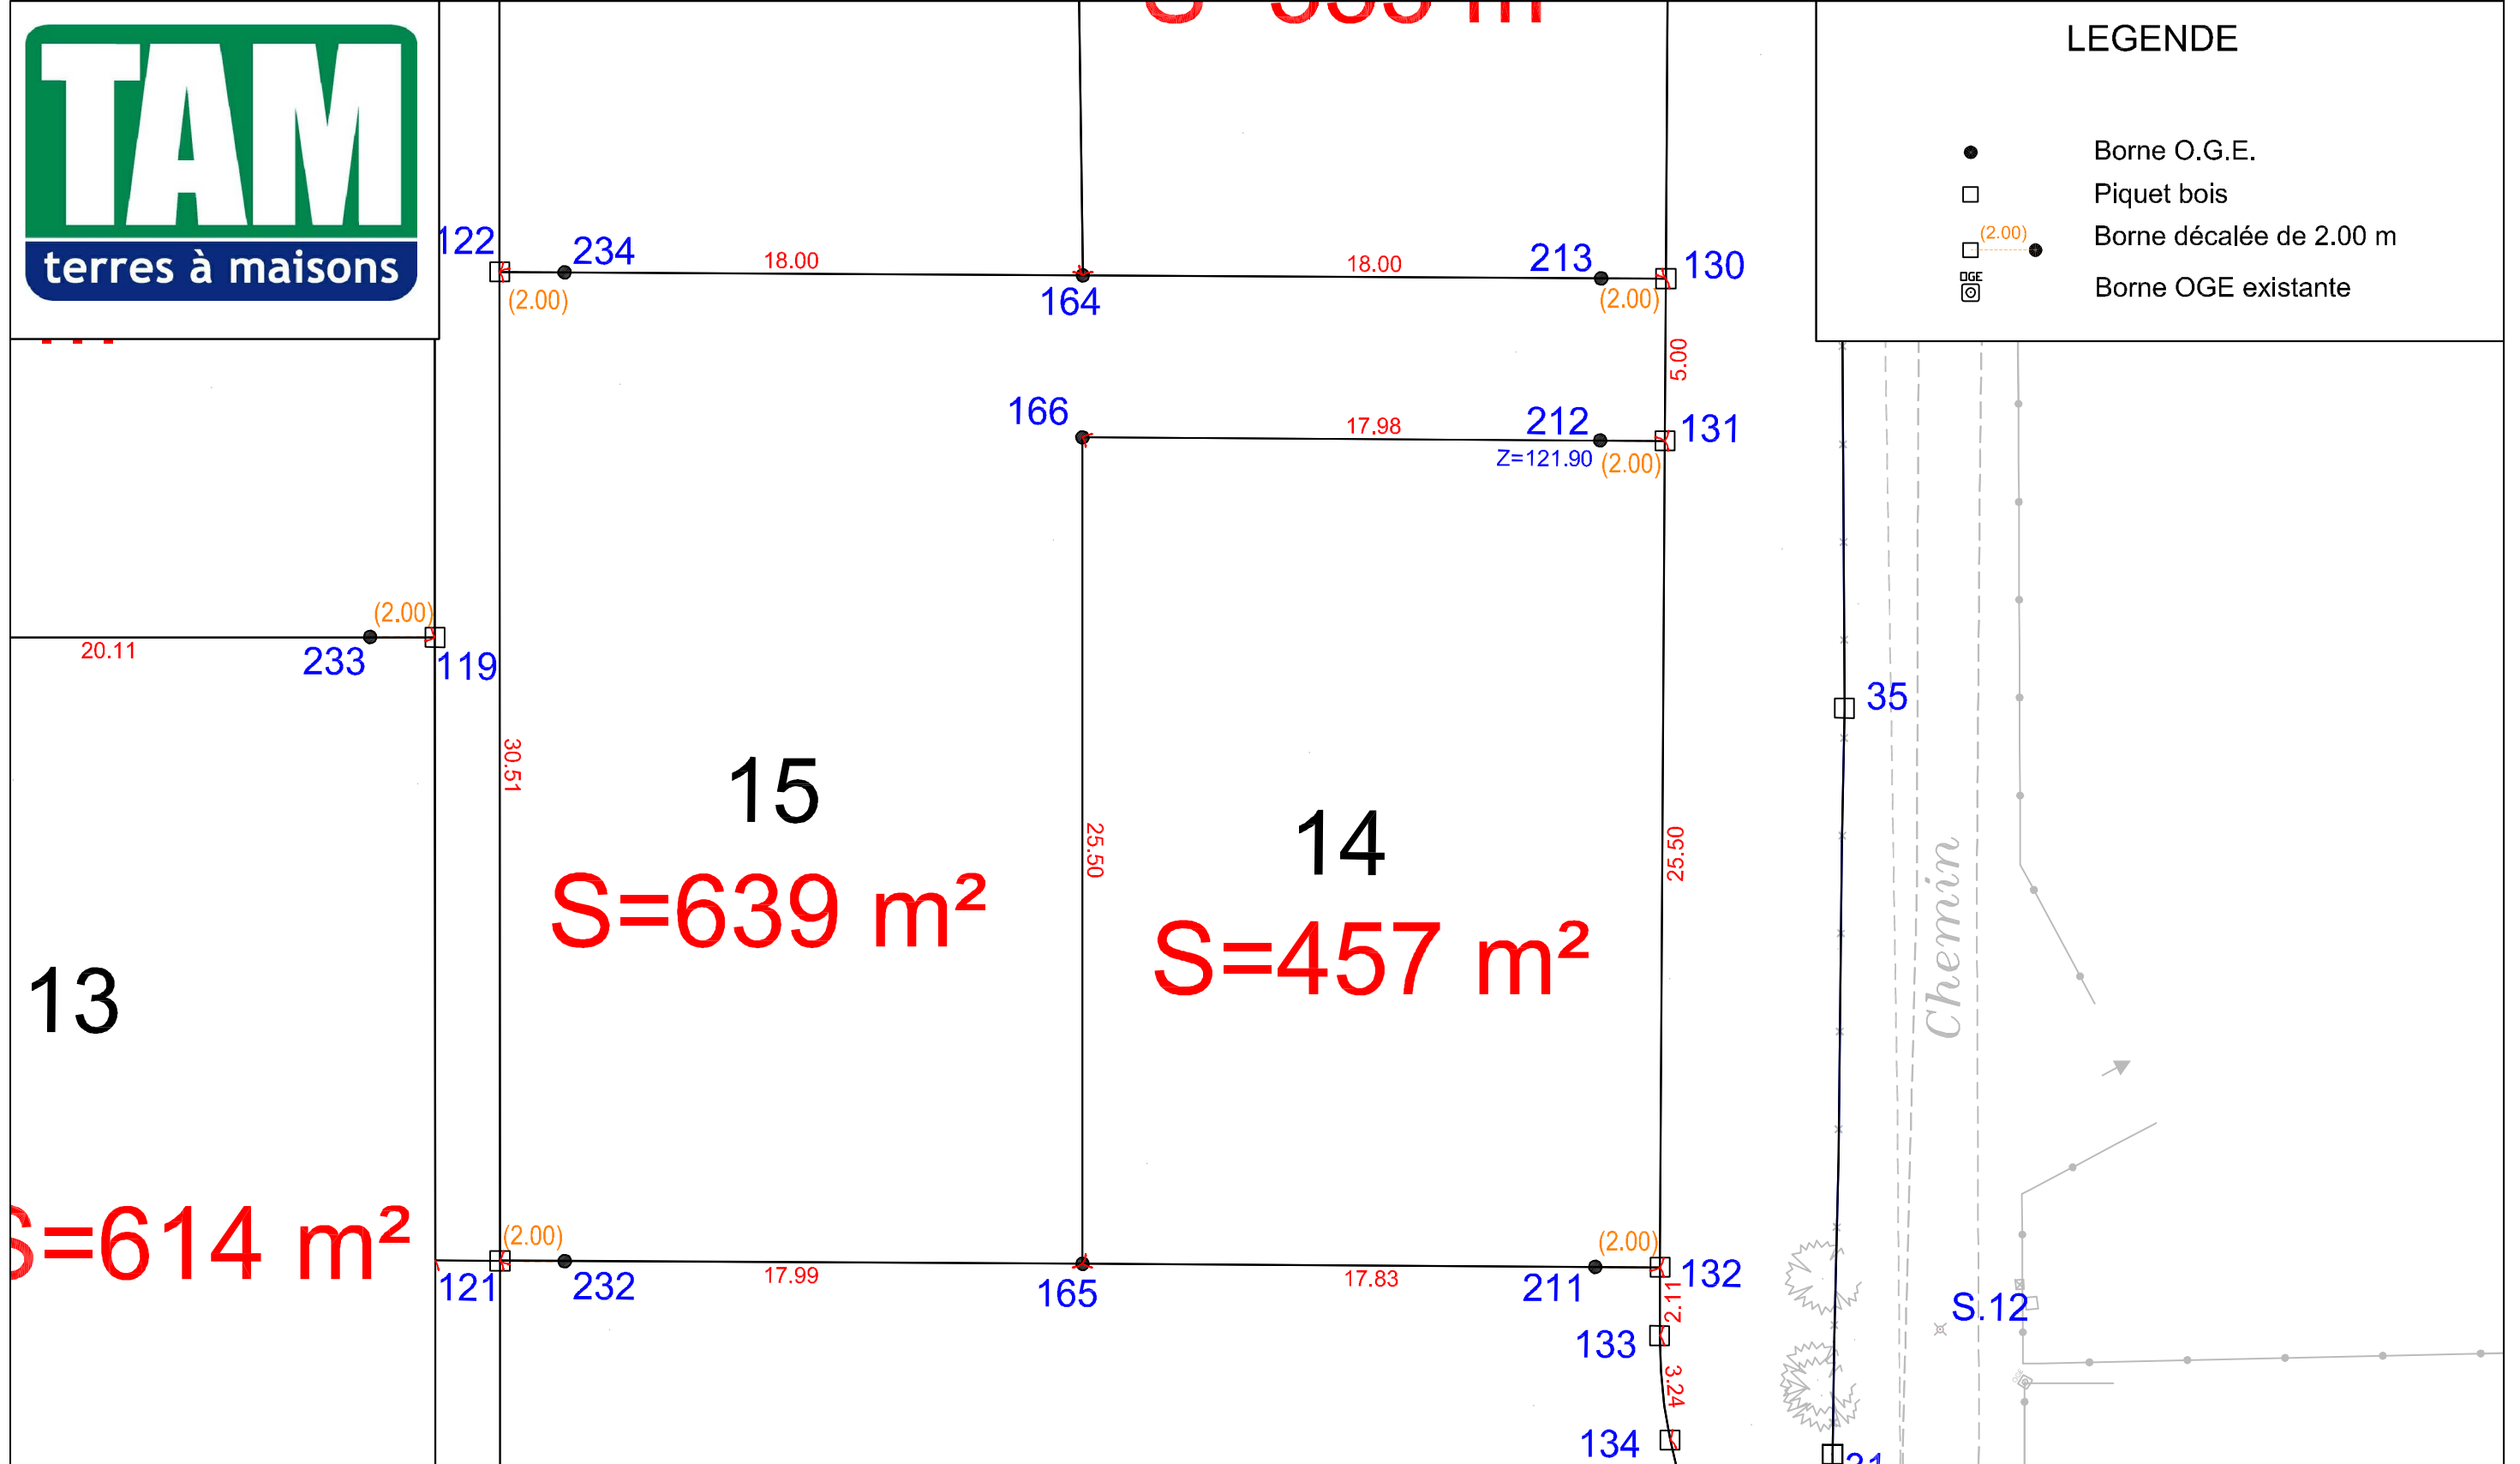 TAM
terres à maisons
LEGENDE
Borne O.G.E.
Piquet bois
(2.00)
Borne décalée de 2.00 m
OGE
Borne OGE existante
122
234
18.00
18.00
213
130
(2.00)
164
(2.00)
5.00
166
17.98
212
131
Z=121.90
(2.00)
(2.00)
20.11
233
119
35
30.51
15
25.50
14
25.50
Chemin
S=639 m²
S=457 m²
13
S=614 m²
(2.00)
(2.00)
121
232
17.99
165
17.83
211
132
2.11
S.12
133
3.24
134